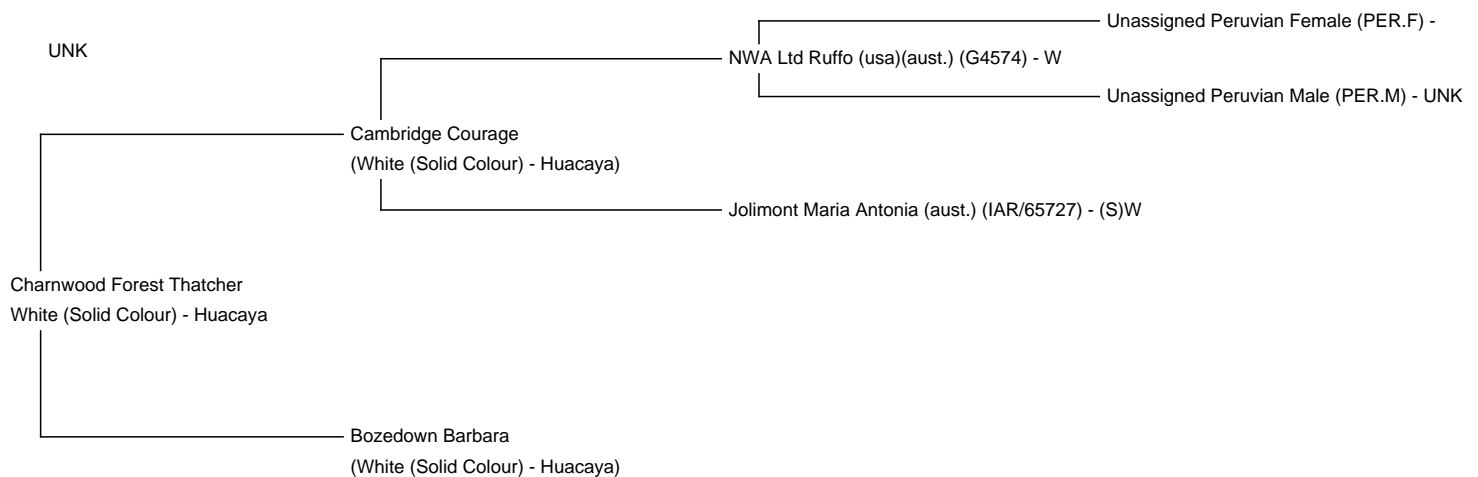 Unassigned Peruvian Female (PER.F) -
UNK
NWA Ltd Ruffo (usa)(aust.) (G4574) - W
Unassigned Peruvian Male (PER.M) - UNK
Cambridge Courage
(White (Solid Colour) - Huacaya)
Jolimont Maria Antonia (aust.) (IAR/65727) - (S)W
Charnwood Forest Thatcher
White (Solid Colour) - Huacaya
Bozedown Barbara
(White (Solid Colour) - Huacaya)